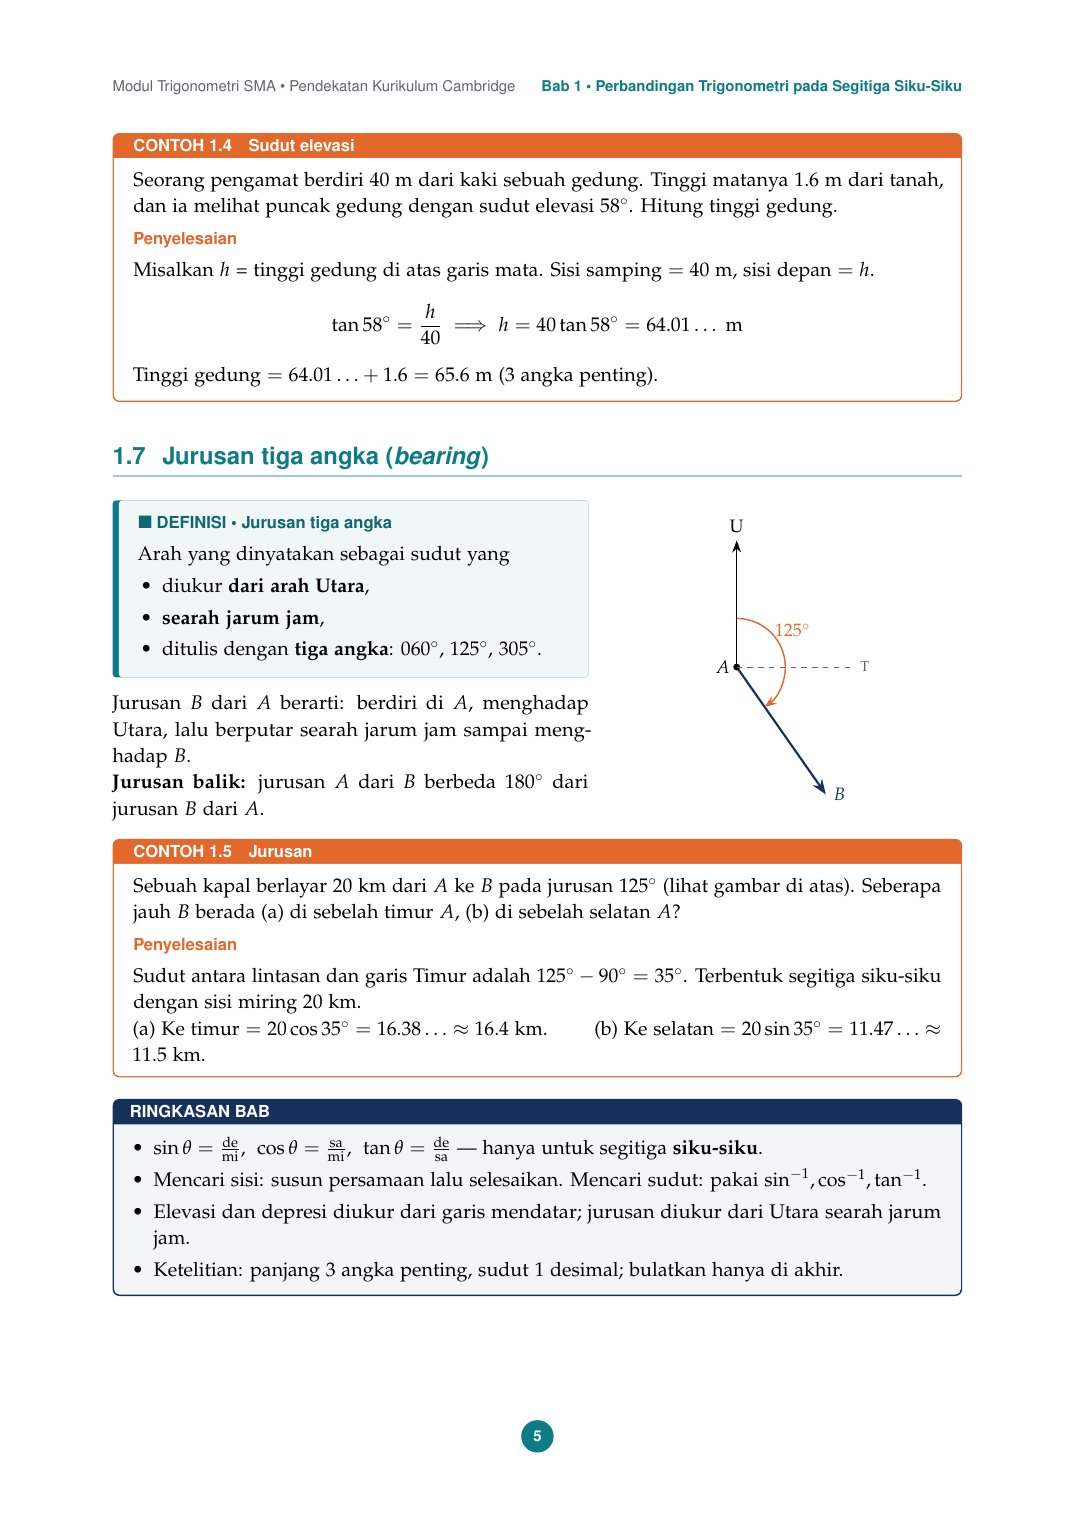 Modul Trigonometri SMA • Pendekatan Kurikulum Cambridge Bab 1 • Perbandingan Trigonometri pada Segitiga Siku-Siku
CONTOH 1.4 Sudut elevasi
Seorang pengamat berdiri 40 m dari kaki sebuah gedung. Tinggi matanya 1.6 m dari tanah,
dan ia melihat puncak gedung dengan sudut elevasi 58°. Hitung tinggi gedung.
Penyelesaian
Misalkan h = tinggi gedung di atas garis mata. Sisi samping = 40 m, sisi depan = h.
tan 58° = h/40 ⟹ h = 40 tan 58° = 64.01 . . . m
Tinggi gedung = 64.01 . . . + 1.6 = 65.6 m (3 angka penting).
1.7 Jurusan tiga angka (bearing)
■ DEFINISI • Jurusan tiga angka
Arah yang dinyatakan sebagai sudut yang
• diukur dari arah Utara,
• searah jarum jam,
• ditulis dengan tiga angka: 060°, 125°, 305°.
Jurusan B dari A berarti: berdiri di A, menghadap
Utara, lalu berputar searah jarum jam sampai meng-
hadap B.
Jurusan balik: jurusan A dari B berbeda 180° dari
jurusan B dari A.
U
125°
A
T
B
CONTOH 1.5 Jurusan
Sebuah kapal berlayar 20 km dari A ke B pada jurusan 125° (lihat gambar di atas). Seberapa
jauh B berada (a) di sebelah timur A, (b) di sebelah selatan A?
Penyelesaian
Sudut antara lintasan dan garis Timur adalah 125° − 90° = 35°. Terbentuk segitiga siku-siku
dengan sisi miring 20 km.
(a) Ke timur = 20 cos 35° = 16.38 . . . ≈ 16.4 km. (b) Ke selatan = 20 sin 35° = 11.47 . . . ≈
11.5 km.
RINGKASAN BAB
• sin θ = de/mi, cos θ = sa/mi, tan θ = de/sa — hanya untuk segitiga siku-siku.
• Mencari sisi: susun persamaan lalu selesaikan. Mencari sudut: pakai sin⁻¹, cos⁻¹, tan⁻¹.
• Elevasi dan depresi diukur dari garis mendatar; jurusan diukur dari Utara searah jarum
jam.
• Ketelitian: panjang 3 angka penting, sudut 1 desimal; bulatkan hanya di akhir.
5